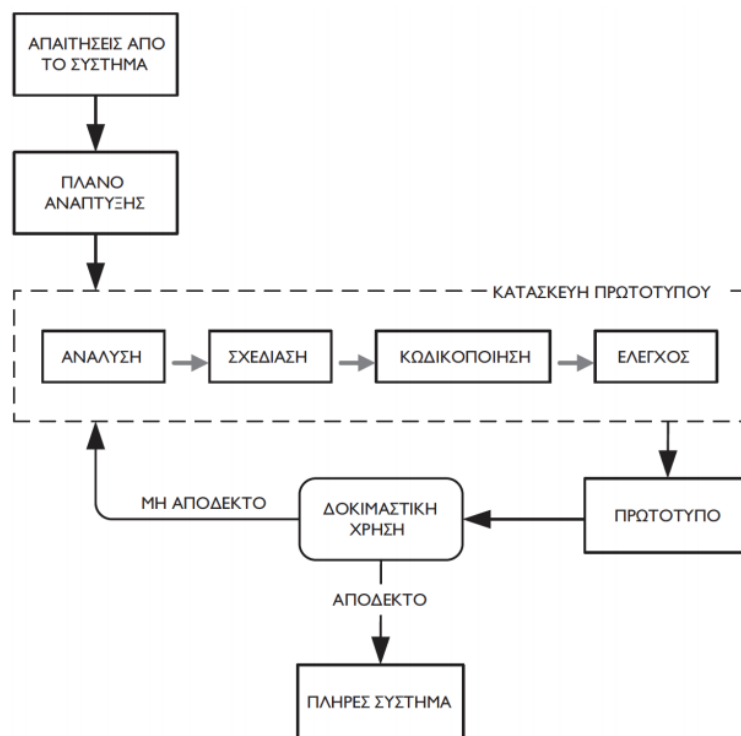 ΑΠΑΙΤΗΣΕΙΣ ΑΠΟ
ΤΟ ΣΥΣΤΗΜΑ
ΠΛΑΝΟ
ΑΝΑΠΤΥΞΗΣ
ΚΑΤΑΣΚΕΥΗ ΠΡΩΤΟΤΥΠΟΥ
ΑΝΑΛΥΣΗ
ΣΧΕΔΙΑΣΗ
ΚΩΔΙΚΟΠΟΙΗΣΗ
ΕΛΕΓΧΟΣ
ΜΗ ΑΠΟΔΕΚΤΟ
ΔΟΚΙΜΑΣΤΙΚΗ
ΧΡΗΣΗ
ΠΡΩΤΟΤΥΠΟ
ΑΠΟΔΕΚΤΟ
ΠΛΗΡΕΣ ΣΥΣΤΗΜΑ